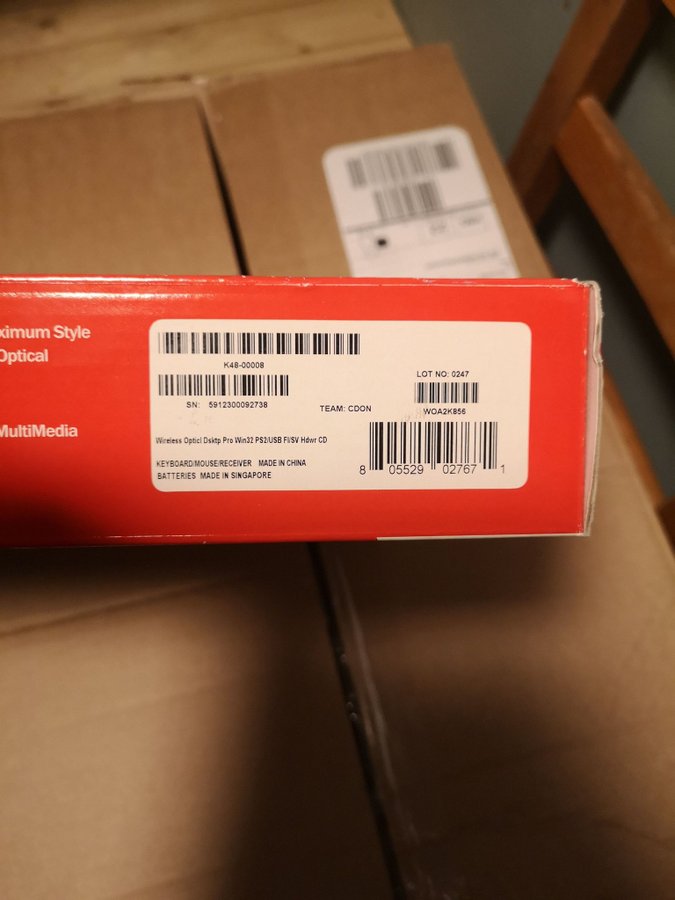 ximum Style
Optical
MultiMedia
K48-00008
SN: 5912300092738
TEAM: CDON
LOT NO: 0247
WOA2K856
Wireless Opticl Dsktp Pro Win32 PS2/USB FI/SV Hdwr CD
KEYBOARD/MOUSE/RECEIVER MADE IN CHINA
BATTERIES MADE IN SINGAPORE
8 05529 02767 1